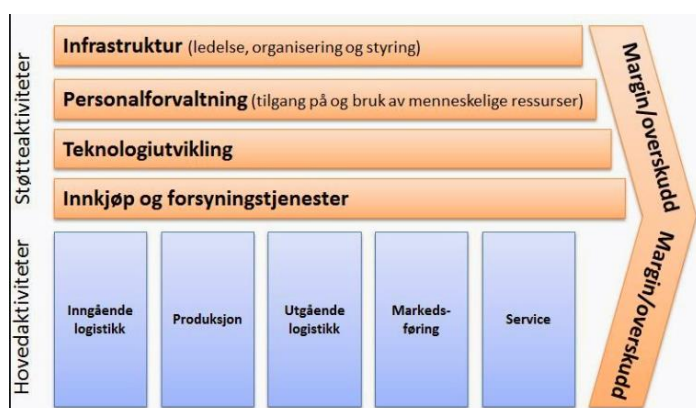 Støtteaktiviteter
Infrastruktur (ledelse, organisering og styring)
Personalforvaltning (tilgang på og bruk av menneskelige ressurser)
Teknologiutvikling
Innkjøp og forsyningstjenester
Margin/overskudd
Hovedaktiviteter
Inngående
logistikk
Produksjon
Utgående
logistikk
Markeds-
føring
Service
Margin/overskudd